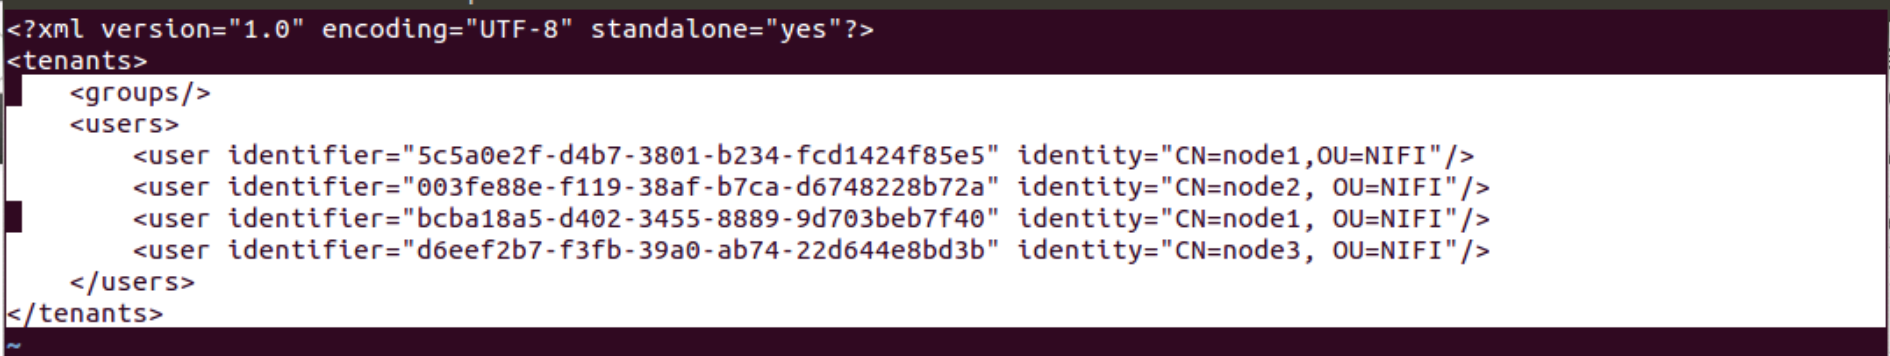 <?xml version="1.0" encoding="UTF-8" standalone="yes"?>
<tenants>
    <groups/>
    <users>
        <user identifier="5c5a0e2f-d4b7-3801-b234-fcd1424f85e5" identity="CN=node1,OU=NIFI"/>
        <user identifier="003fe88e-f119-38af-b7ca-d6748228b72a" identity="CN=node2, OU=NIFI"/>
        <user identifier="bcba18a5-d402-3455-8889-9d703beb7f40" identity="CN=node1, OU=NIFI"/>
        <user identifier="d6eef2b7-f3fb-39a0-ab74-22d644e8bd3b" identity="CN=node3, OU=NIFI"/>
    </users>
</tenants>
~